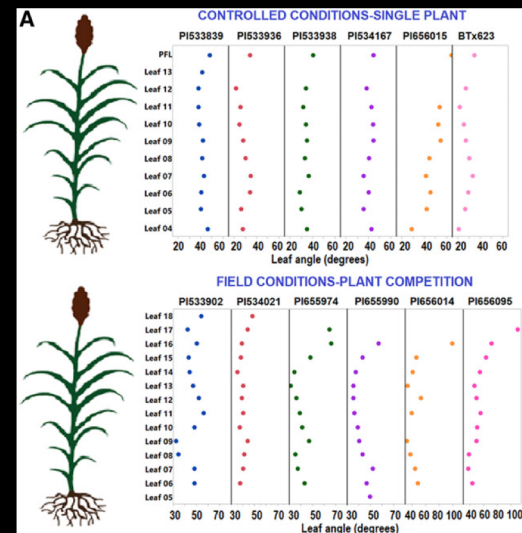 A
CONTROLLED CONDITIONS-SINGLE PLANT
PI533839 PI533936 PI533938 PI534167 PI656015 BTx623
PFL
Leaf 13
Leaf 12
Leaf 11
Leaf 10
Leaf 09
Leaf 08
Leaf 07
Leaf 06
Leaf 05
Leaf 04
20 40 60 20 40 60 20 40 60 20 40 60 20 40 60 20 40 60
Leaf angle (degrees)
FIELD CONDITIONS-PLANT COMPETITION
PI533902 PI534021 PI655974 PI655990 PI656014 PI656095
Leaf 18
Leaf 17
Leaf 16
Leaf 15
Leaf 14
Leaf 13
Leaf 12
Leaf 11
Leaf 10
Leaf 09
Leaf 08
Leaf 07
Leaf 06
Leaf 05
30 50 70 30 50 70 30 50 70 30 50 70 40 60 80 100 40 60 80 100
Leaf angle (degrees)